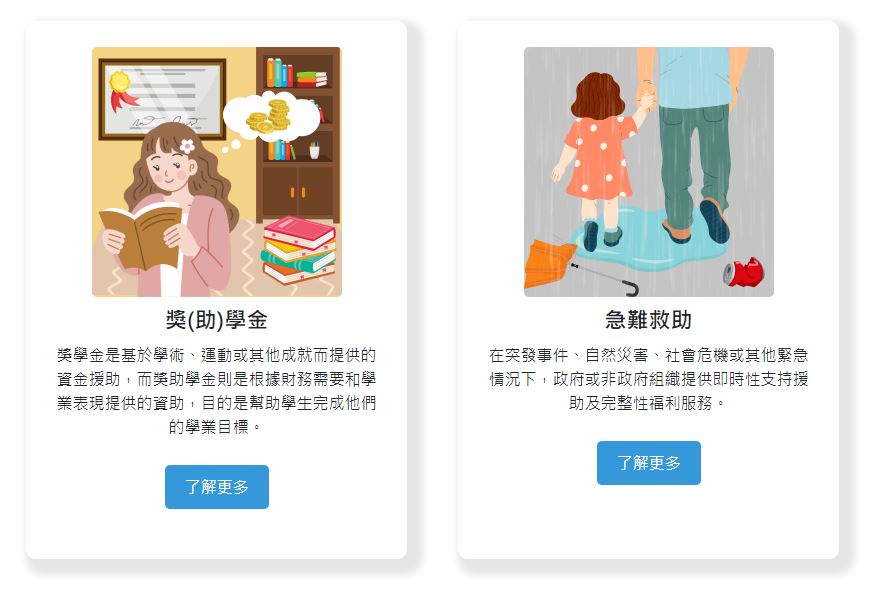 獎(助)學金
獎學金是基於學術、運動或其他成就而提供的
資金援助，而獎助學金則是根據財務需要和學
業表現提供的資助，目的是幫助學生完成他們
的學業目標。
了解更多
急難救助
在突發事件、自然災害、社會危機或其他緊急
情況下，政府或非政府組織提供即時性支持援
助及完整性福利服務。
了解更多